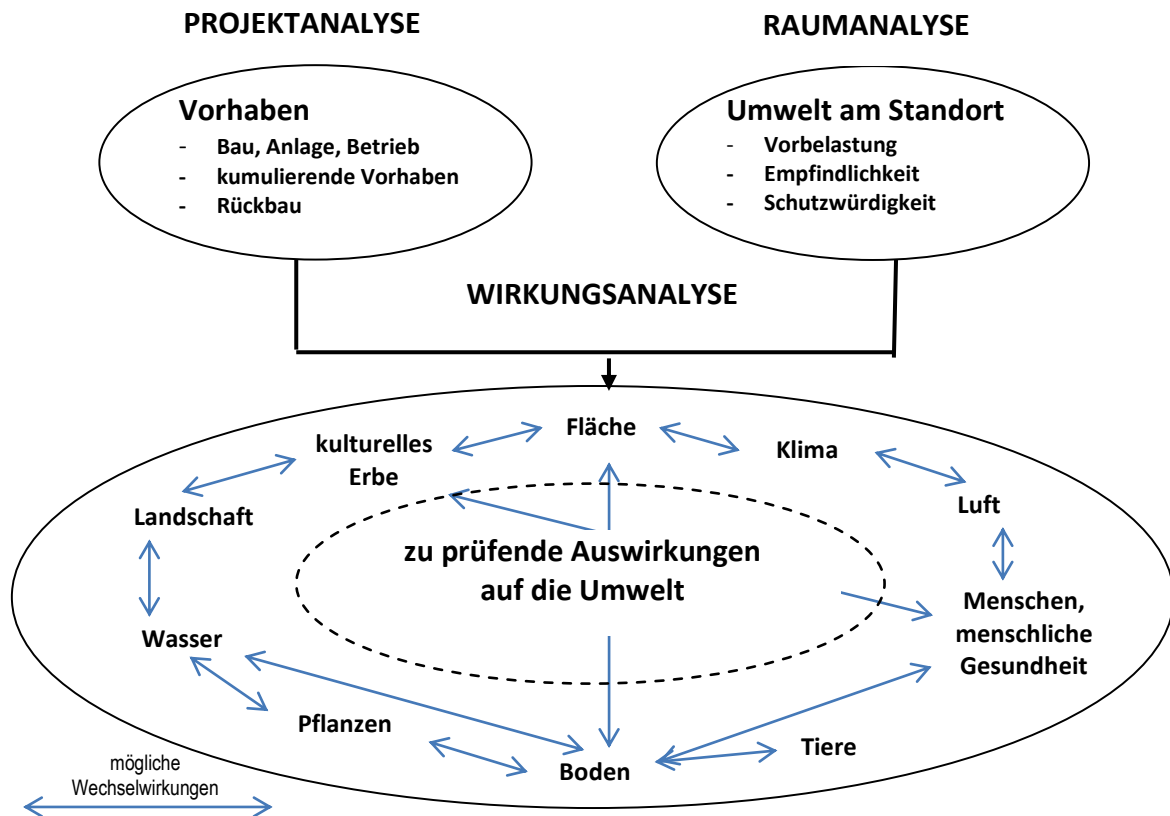 PROJEKTANALYSE
RAUMANALYSE
Vorhaben
- Bau, Anlage, Betrieb
- kumulierende Vorhaben
- Rückbau
Umwelt am Standort
- Vorbelastung
- Empfindlichkeit
- Schutzwürdigkeit
WIRKUNGSANALYSE
Fläche
kulturelles
Erbe
Klima
Landschaft
Luft
zu prüfende Auswirkungen
auf die Umwelt
Menschen,
menschliche
Gesundheit
Wasser
Pflanzen
Tiere
Boden
mögliche
Wechselwirkungen